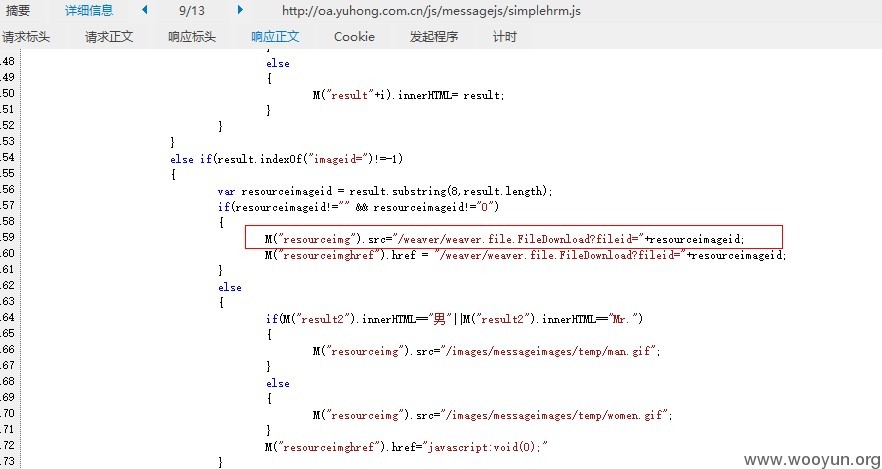 摘要 详细信息 9/13 http://oa.yuhong.com.cn/js/messagejs/simplehrm.js
请求标头 请求正文 响应标头 响应正文 Cookie 发起程序 计时
.48 else
.49 {
.50 M("result"+i).innerHTML= result;
.51 }
.52 }
.53 }
.54 else if(result.indexOf("imageid=")!=-1)
.55 {
.56 var resourceimageid = result.substring(8,result.length);
.57 if(resourceimageid!="" && resourceimageid!="0")
.58 {
.59 M("resourceimg").src="/weaver/weaver.file.FileDownload?fileid="+resourceimageid;
.60 M("resourceimghref").href = "/weaver/weaver.file.FileDownload?fileid="+resourceimageid;
.61 }
.62 else
.63 {
.64 if(M("result2").innerHTML=="男"||M("result2").innerHTML=="Mr.")
.65 {
.66 M("resourceimg").src="/images/messageimages/temp/man.gif";
.67 }
.68 else
.69 {
.70 M("resourceimg").src="/images/messageimages/temp/women.gif";
.71 }
.72 M("resourceimghref").href="javascript:void(0);"
.73 }
www.wooyun.org